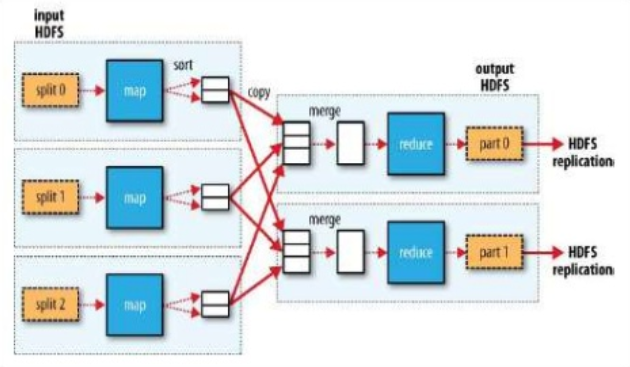 input
HDFS
sort
split 0
map
copy
output
HDFS
merge
reduce
part 0
HDFS
replication
split 1
map
merge
reduce
part 1
HDFS
replication
split 2
map